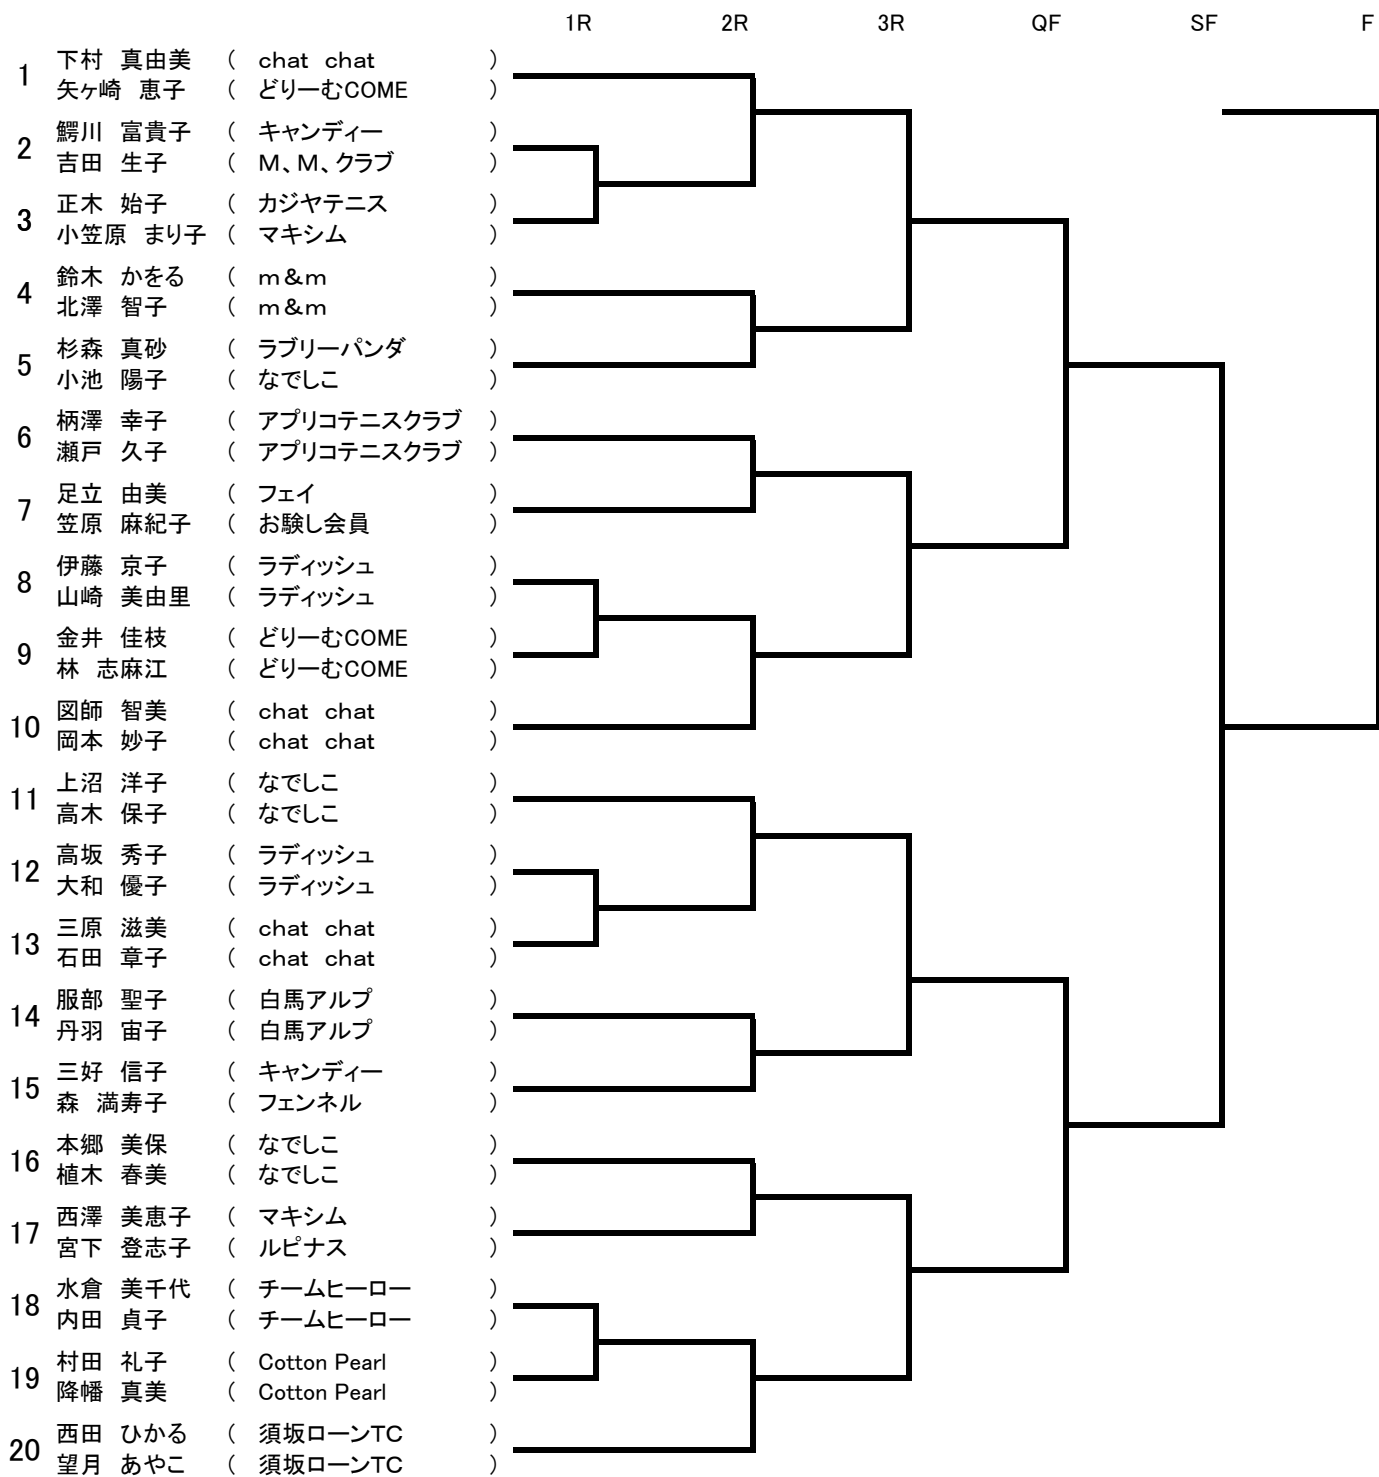 1R 2R 3R QF SF F
1 下村 真由美 ( chat chat )
矢ヶ崎 恵子 ( どりーむCOME )
2 鰐川 富貴子 ( キャンディー )
吉田 生子 ( M、M、クラブ )
3 正木 始子 ( カジヤテニス )
小笠原 まり子 ( マキシム )
4 鈴木 かをる ( m&m )
北澤 智子 ( m&m )
5 杉森 真砂 ( ラブリーパンダ )
小池 陽子 ( なでしこ )
6 柄澤 幸子 ( アプリコテニスクラブ )
瀬戸 久子 ( アプリコテニスクラブ )
7 足立 由美 ( フェイ )
笠原 麻紀子 ( お験し会員 )
8 伊藤 京子 ( ラディッシュ )
山崎 美由里 ( ラディッシュ )
9 金井 佳枝 ( どりーむCOME )
林 志麻江 ( どりーむCOME )
10 図師 智美 ( chat chat )
岡本 妙子 ( chat chat )
11 上沼 洋子 ( なでしこ )
高木 保子 ( なでしこ )
12 高坂 秀子 ( ラディッシュ )
大和 優子 ( ラディッシュ )
13 三原 滋美 ( chat chat )
石田 章子 ( chat chat )
14 服部 聖子 ( 白馬アルプ )
丹羽 宙子 ( 白馬アルプ )
15 三好 信子 ( キャンディー )
森 満寿子 ( フェンネル )
16 本郷 美保 ( なでしこ )
植木 春美 ( なでしこ )
17 西澤 美恵子 ( マキシム )
宮下 登志子 ( ルピナス )
18 水倉 美千代 ( チームヒーロー )
内田 貞子 ( チームヒーロー )
19 村田 礼子 ( Cotton Pearl )
降幡 真美 ( Cotton Pearl )
20 西田 ひかる ( 須坂ローンTC )
望月 あやこ ( 須坂ローンTC )